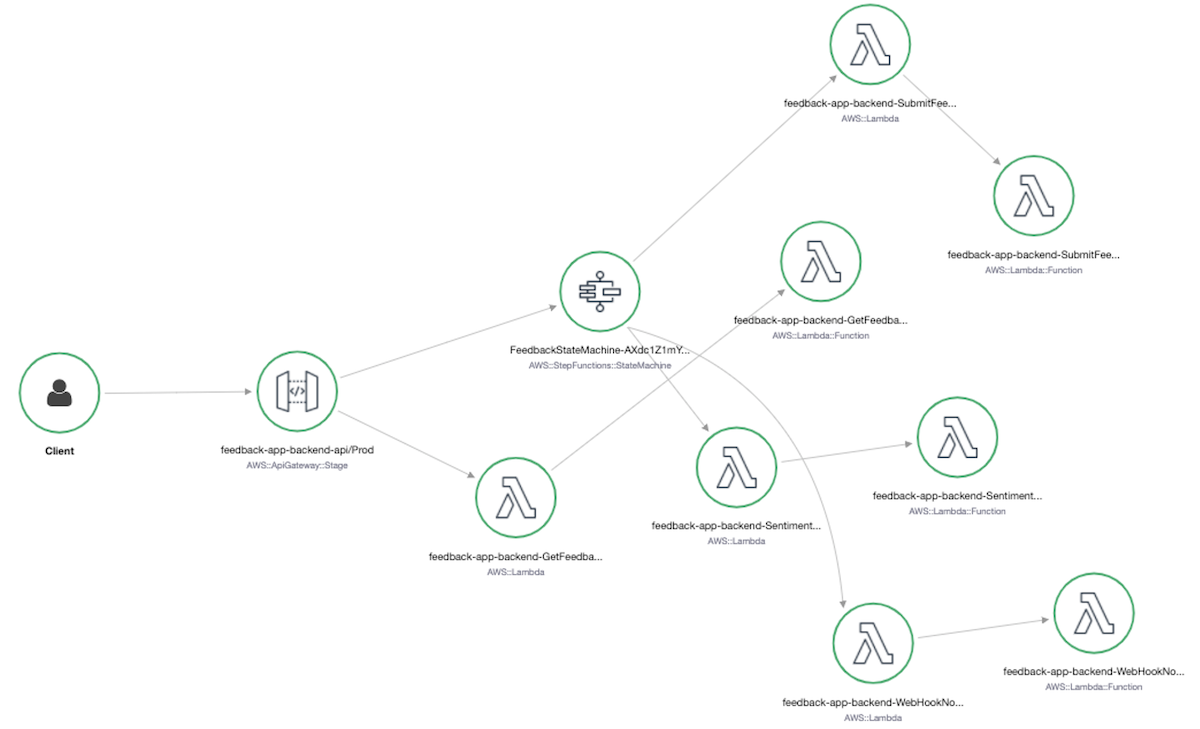 feedback-app-backend-SubmitFee...
AWS::Lambda
feedback-app-backend-SubmitFee...
AWS::Lambda::Function
feedback-app-backend-GetFeedba...
AWS::Lambda::Function
FeedbackStateMachine-AXdc1Z1mY...
AWS::StepFunctions::StateMachine
Client
feedback-app-backend-api/Prod
AWS::ApiGateway::Stage
feedback-app-backend-Sentiment...
AWS::Lambda::Function
feedback-app-backend-Sentiment...
AWS::Lambda
feedback-app-backend-GetFeedba...
AWS::Lambda
feedback-app-backend-WebHookNo...
AWS::Lambda::Function
feedback-app-backend-WebHookNo...
AWS::Lambda